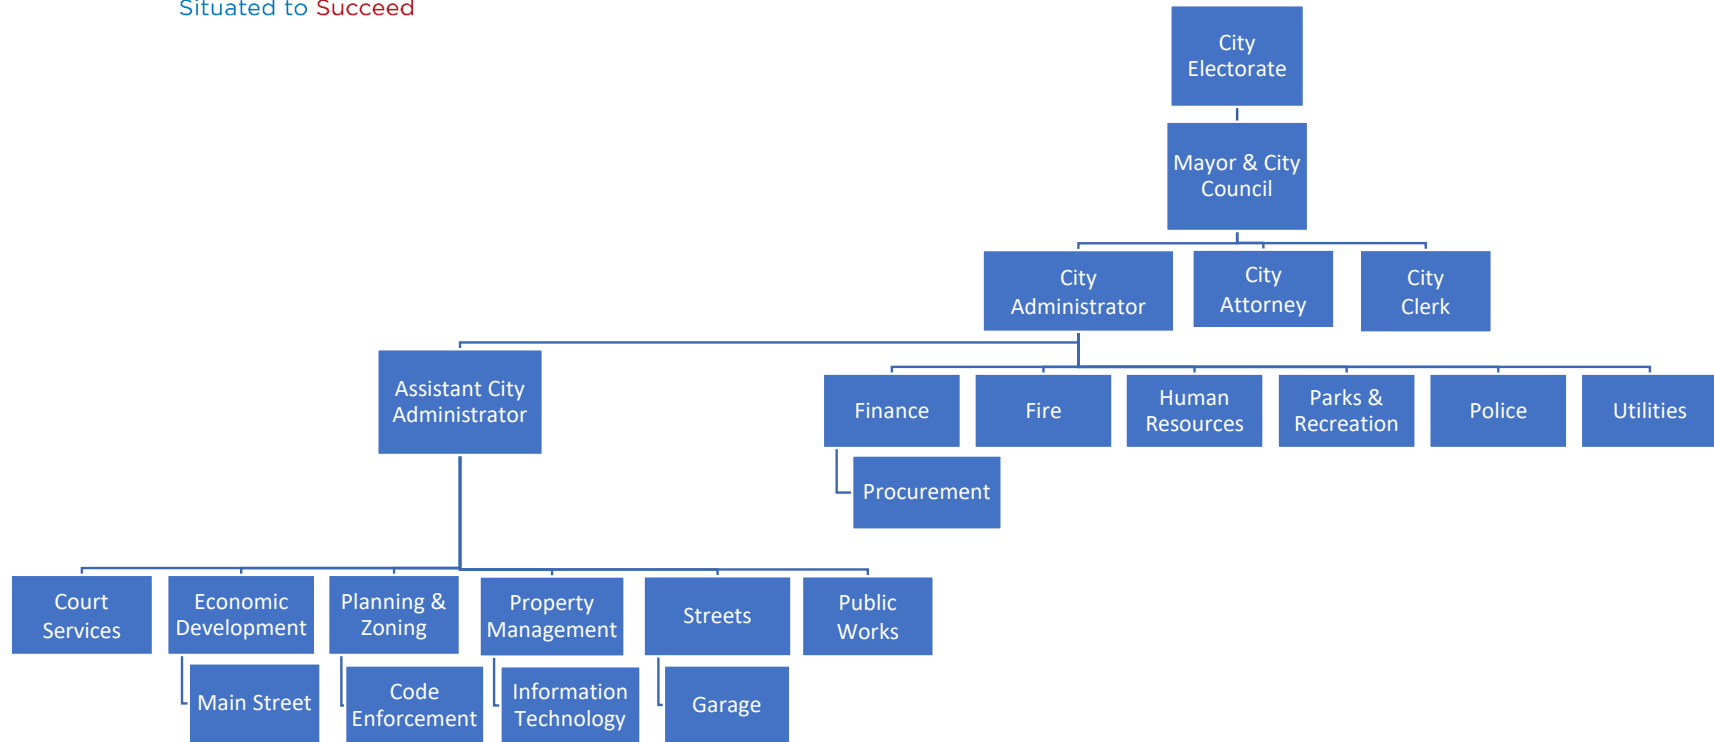 Situated to Succeed
City
Electorate
Mayor & City
Council
City
Administrator
City
Attorney
City
Clerk
Assistant City
Administrator
Finance
Fire
Human
Resources
Parks &
Recreation
Police
Utilities
Procurement
Court
Services
Economic
Development
Planning &
Zoning
Property
Management
Streets
Public
Works
Main Street
Code
Enforcement
Information
Technology
Garage